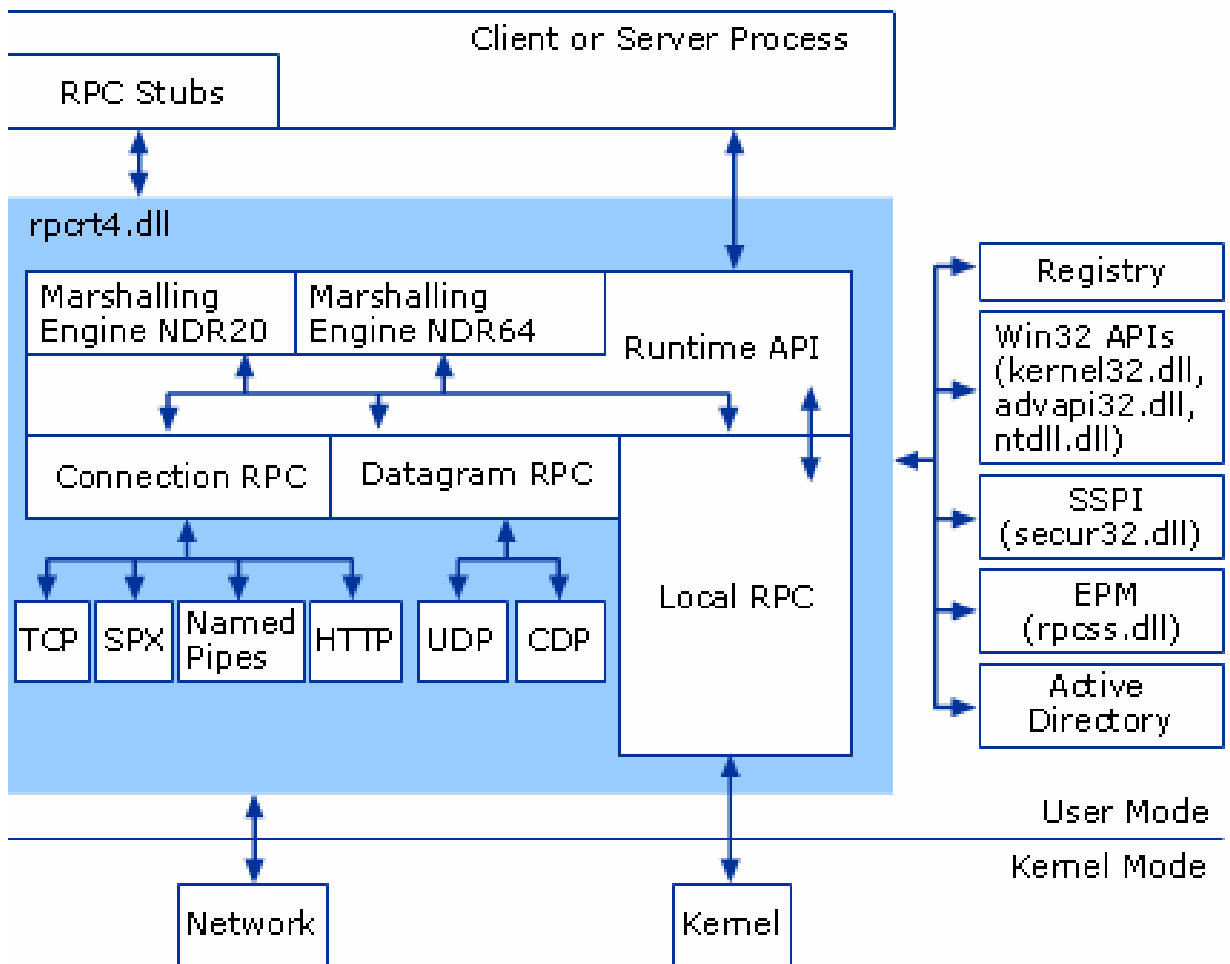 Client or Server Process
RPC Stubs
rpcrt4.dll
Marshalling
Engine NDR20
Marshalling
Engine NDR64
Runtime API
Connection RPC
Datagram RPC
Local RPC
TCP
SPX
Named
Pipes
HTTP
UDP
CDP
Registry
Win32 APIs
(kernel32.dll,
advapi32.dll,
ntdll.dll)
SSPI
(secur32.dll)
EPM
(rpcss.dll)
Active
Directory
User Mode
Kernel Mode
Network
Kernel